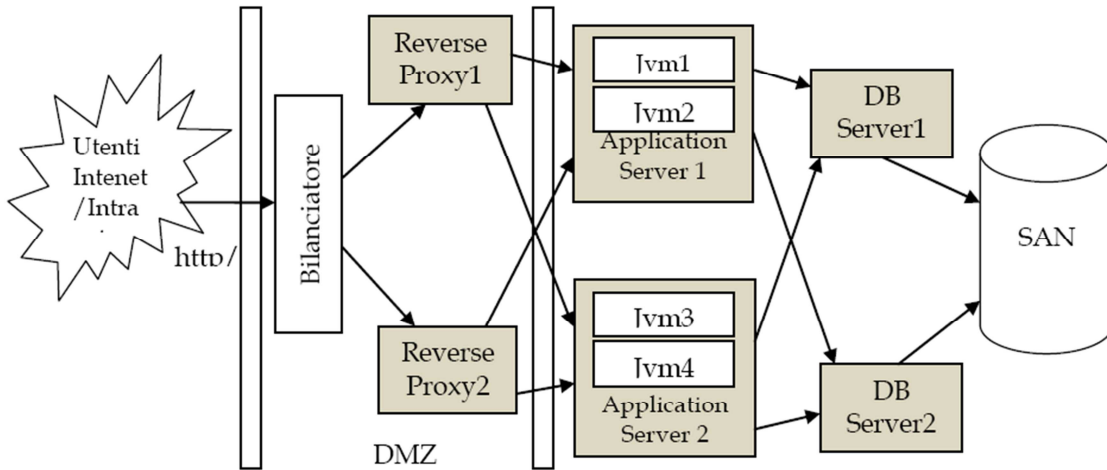 Utenti
Intenet
/Intra
.
http/
Bilanciatore
Reverse
Proxy1
Reverse
Proxy2
DMZ
Jvm1
Jvm2
Application
Server 1
Jvm3
Jvm4
Application
Server 2
DB
Server1
DB
Server2
SAN